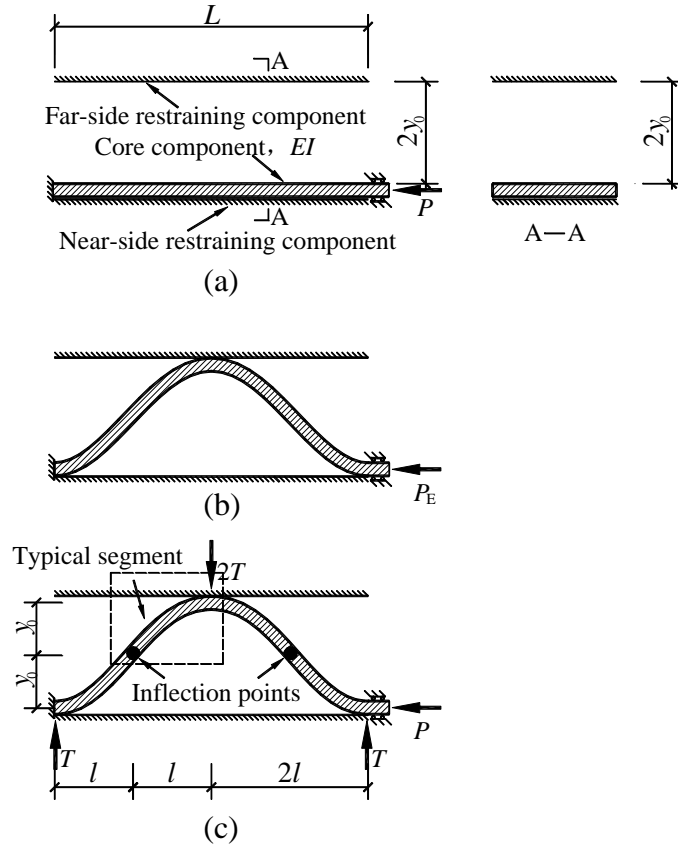 L
A
A
Far-side restraining component
Core component，EI
2y₀
2y₀
P
A
Near-side restraining component
A—A
(a)
P_E
(b)
Typical segment
2T
y₀
y₀
Inflection points
P
T
T
l
l
2l
(c)